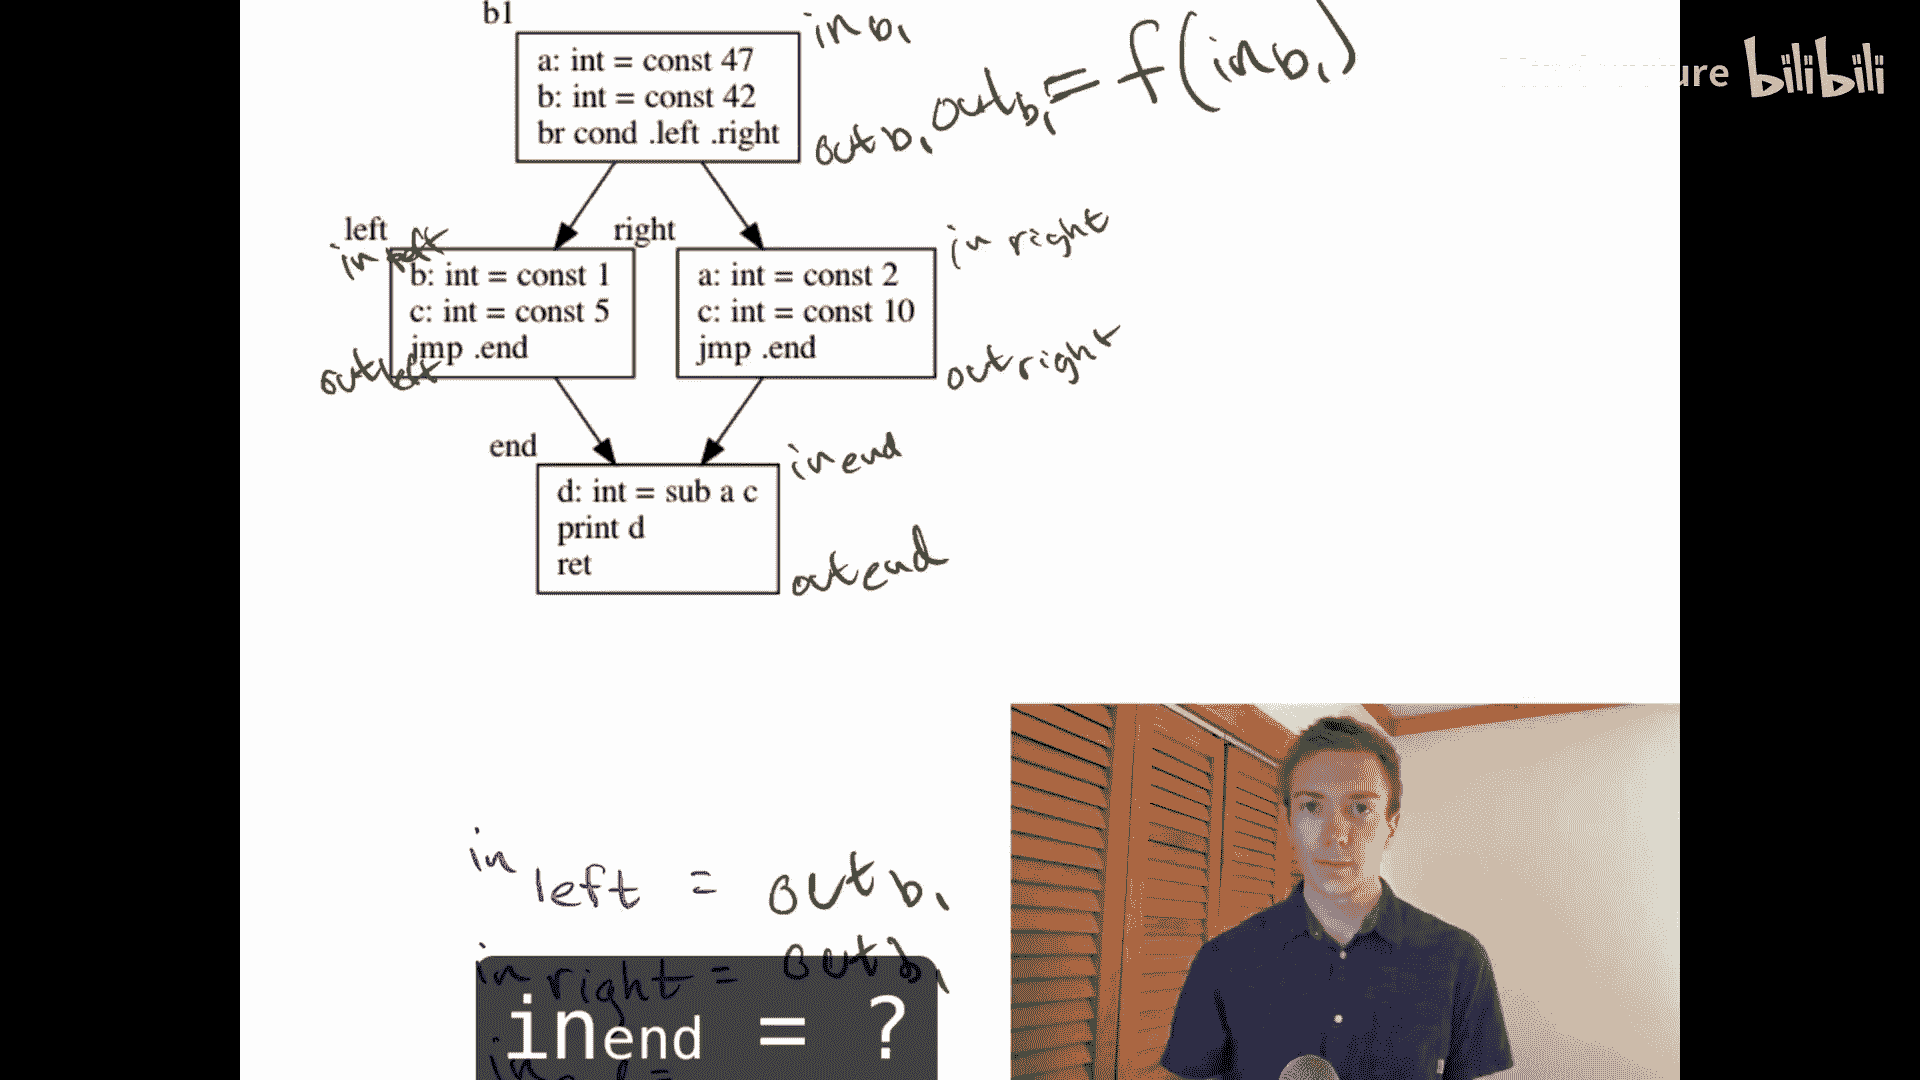 b1
in b1
a: int = const 47
b: int = const 42
br cond .left .right
out b1
out b1 = f(in b1)
ure bilibili
left
in left
b: int = const 1
c: int = const 5
jmp .end
out left
right
in right
a: int = const 2
c: int = const 10
jmp .end
out right
end
in end
d: int = sub a c
print d
ret
out end
in left = out b1
in right = out b1
inend = ?